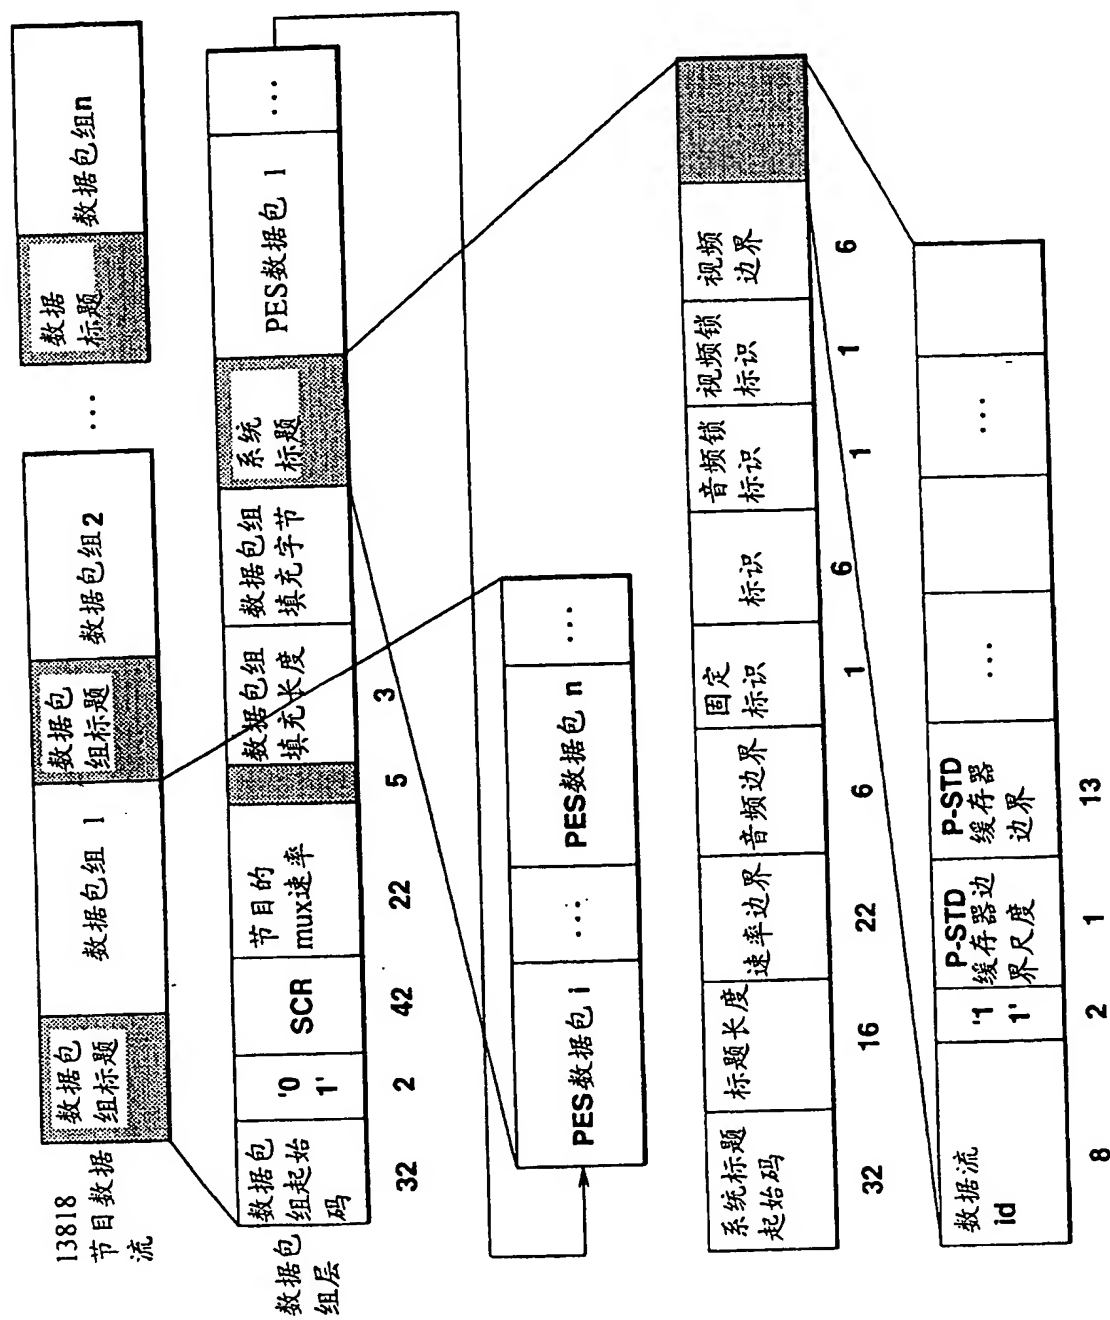 13818
节目数据
流
数据包
组标题
数据包组 1
数据包
组标题
数据包组2
...
数据
标题
数据包组n
数据包
组层
数据包
组起始
码
'0
1'
SCR
节目的
mux速率
数据包组
填充长度
数据包组
填充字节
系统
标题
PES数据包 1
...
32
2
42
22
5
3
PES数据包 i
...
PES数据包 n
...
系统标题
起始码
标题长度
速率边界
音频边界
固定
标识
标识
音频锁
标识
视频锁
标识
视频
边界
32
16
22
6
1
6
1
1
6
数据流
id
'1
1'
P-STD
缓存器边
界尺度
P-STD
缓存器
边界
...
...
8
2
1
13